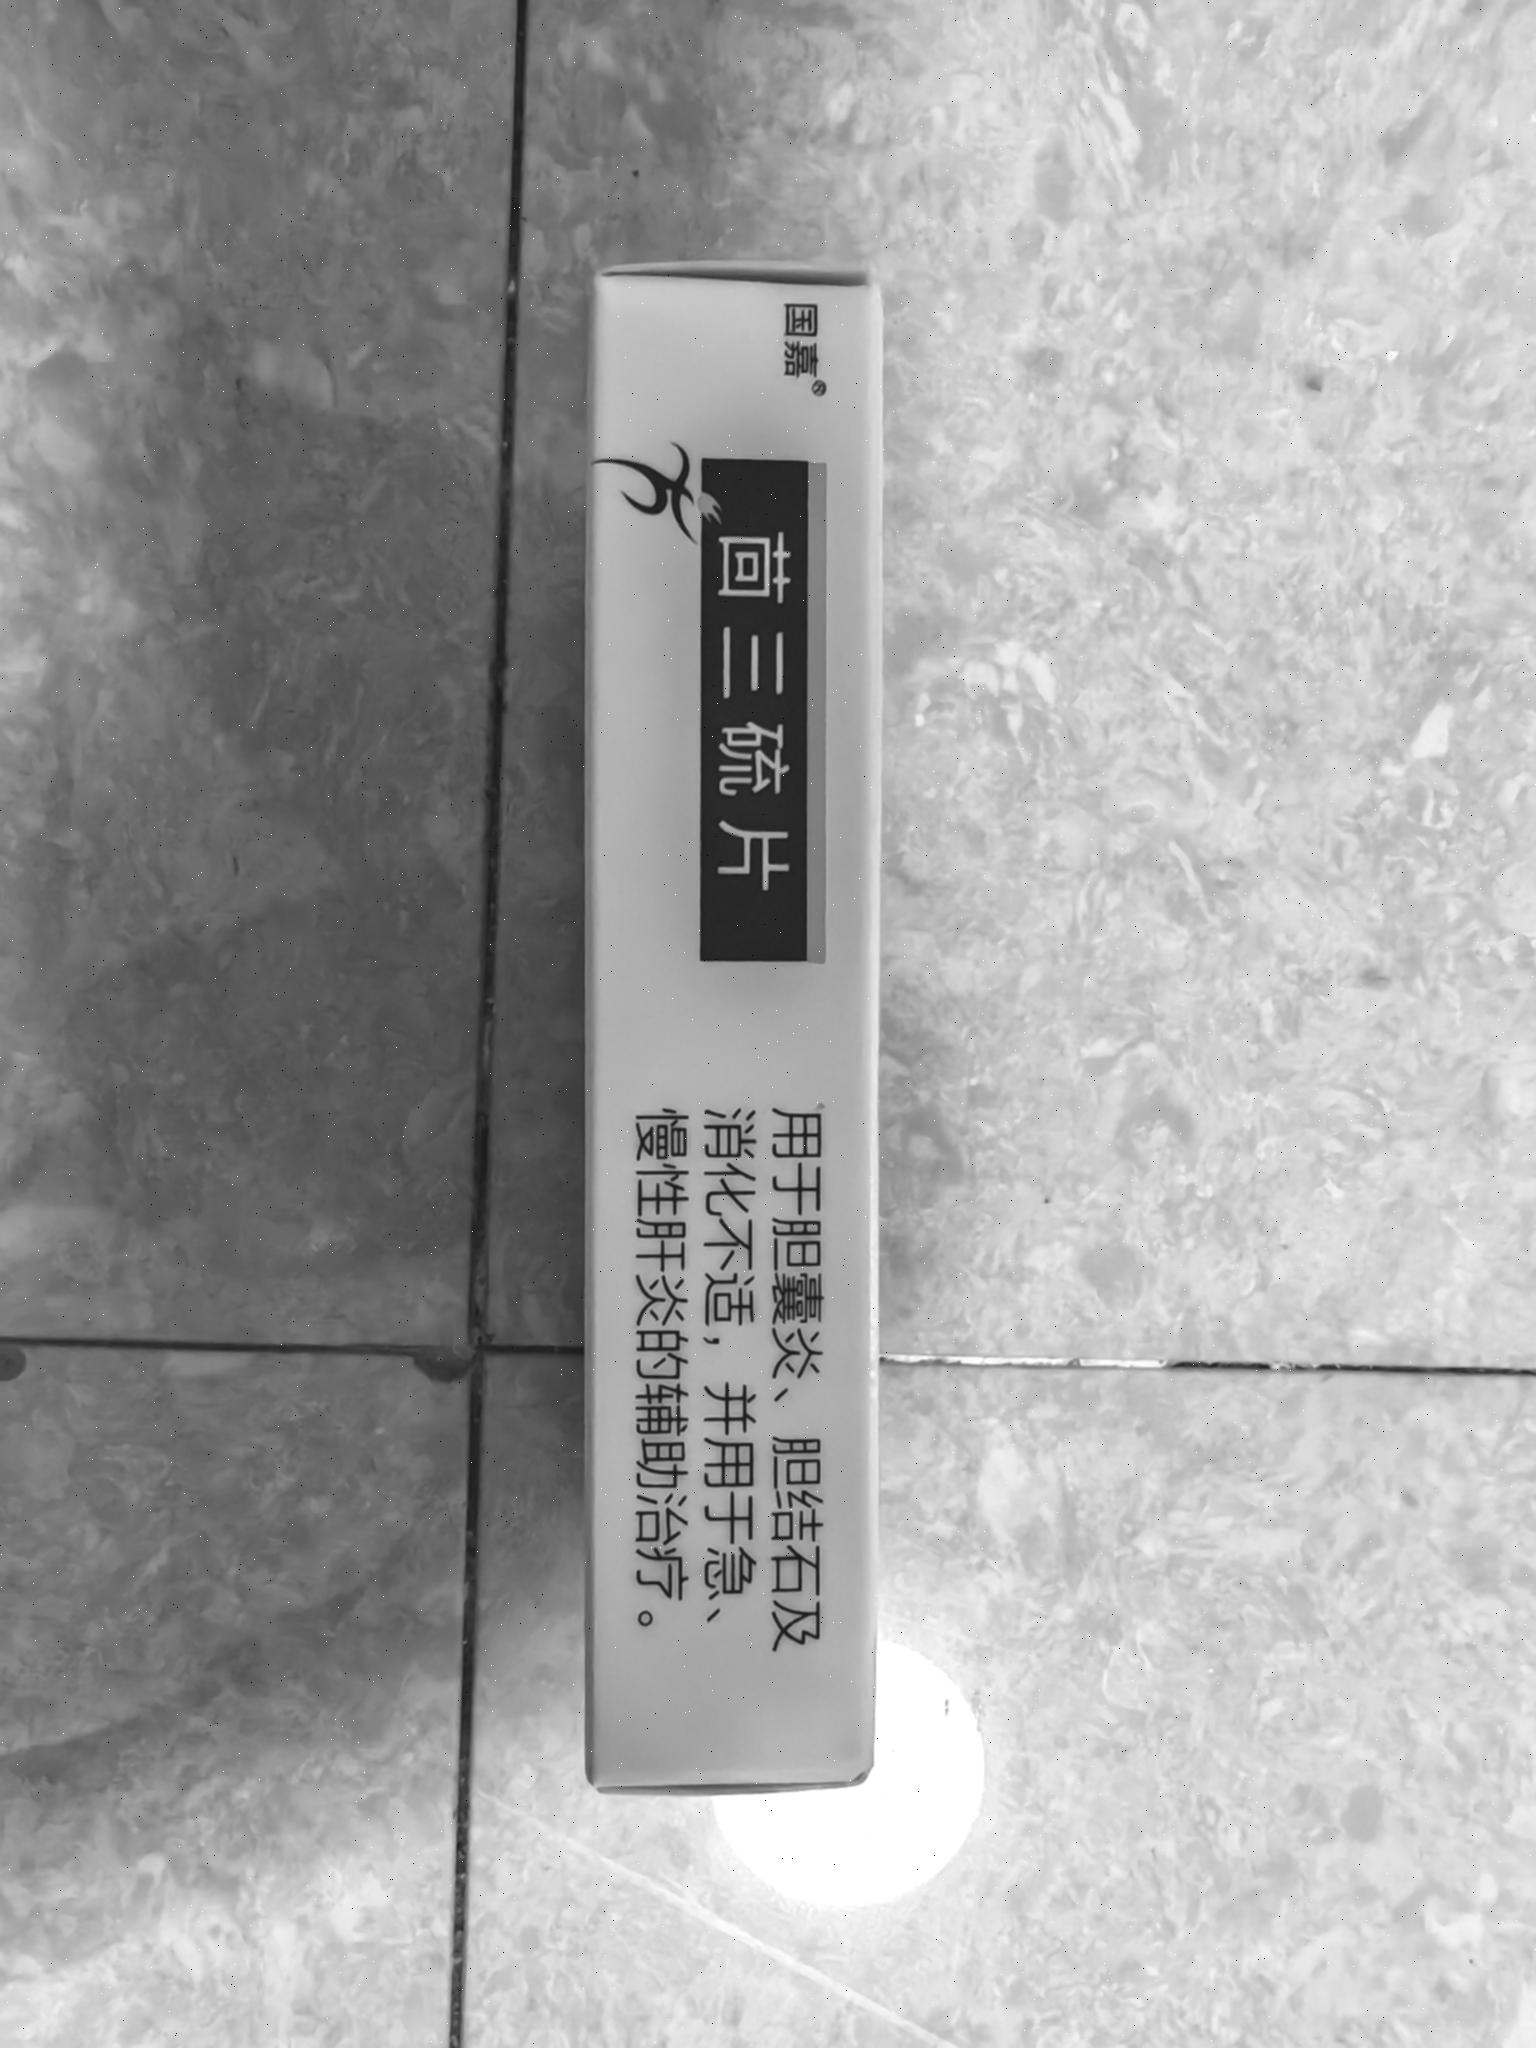 国嘉®
茴三硫片
用于胆囊炎、胆结石及
消化不适，并用于急、
慢性肝炎的辅助治疗。